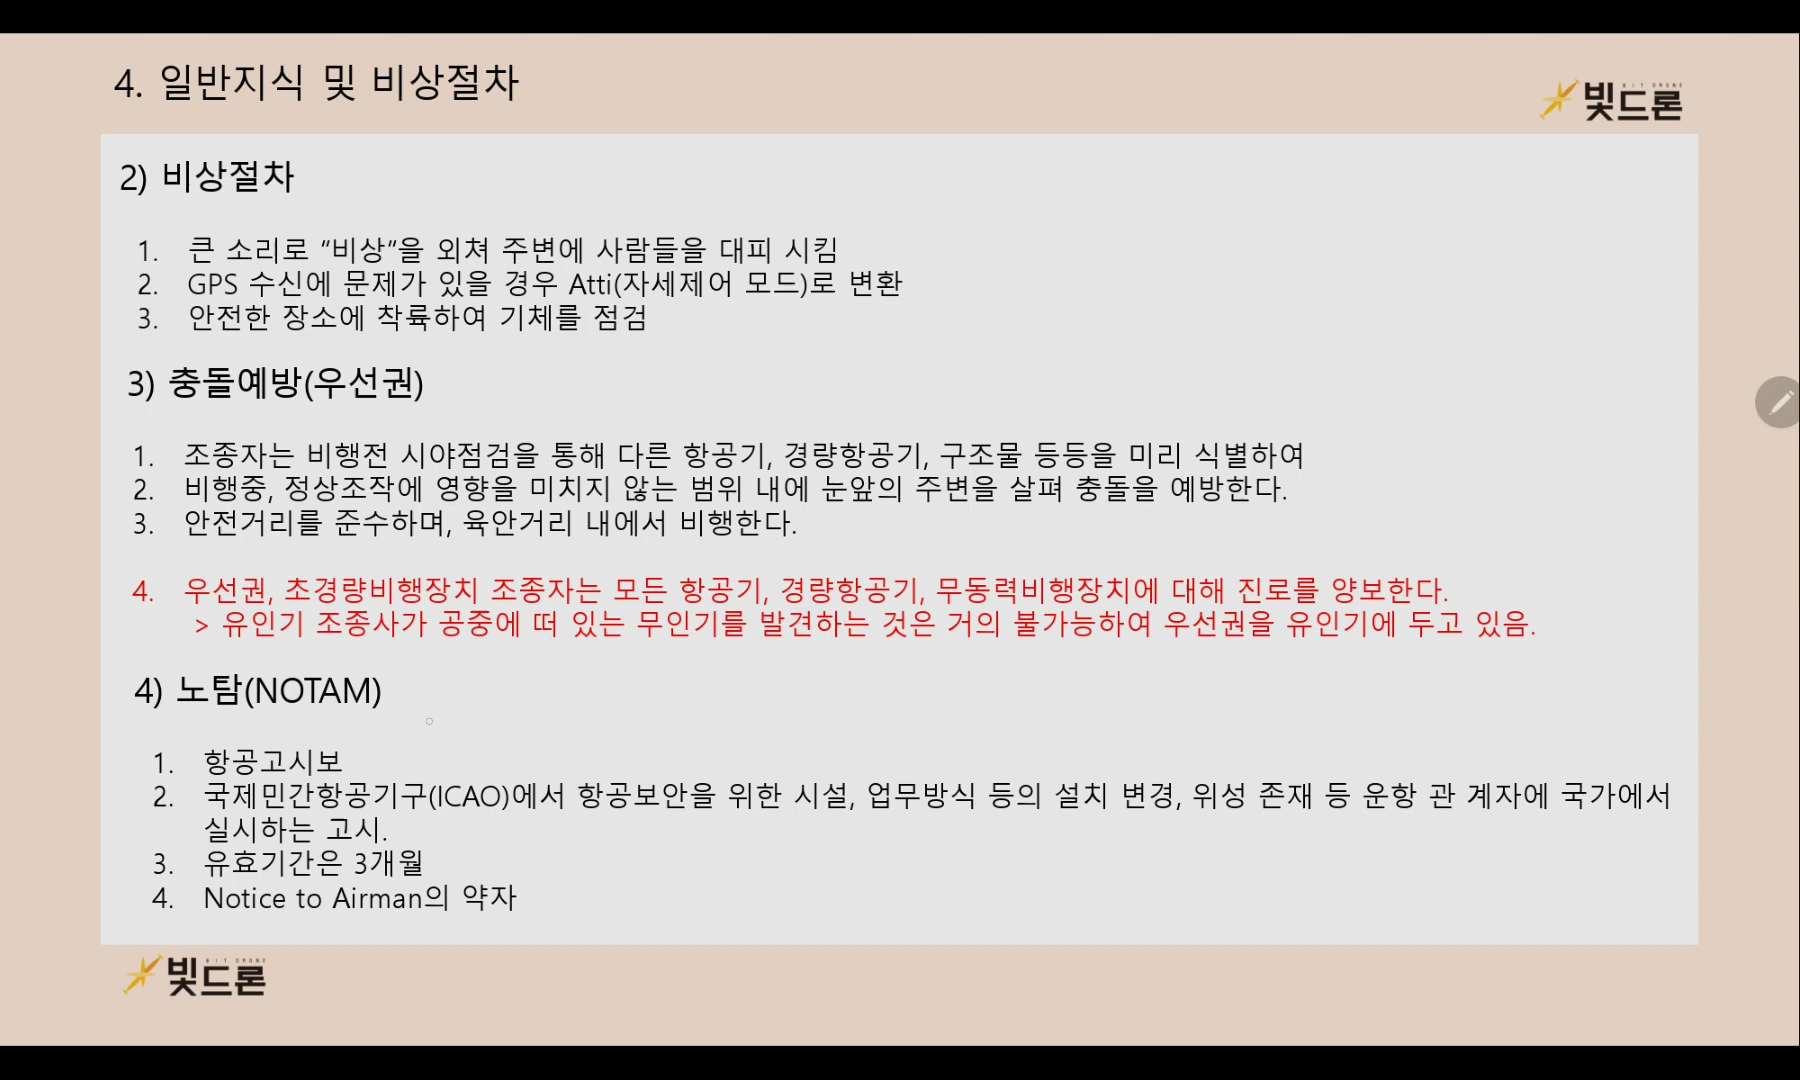 4. 일반지식 및 비상절차
BIT DRONE
빛드론
2) 비상절차
1. 큰 소리로 “비상”을 외쳐 주변에 사람들을 대피 시킴
2. GPS 수신에 문제가 있을 경우 Atti(자세제어 모드)로 변환
3. 안전한 장소에 착륙하여 기체를 점검
3) 충돌예방(우선권)
1. 조종자는 비행전 시야점검을 통해 다른 항공기, 경량항공기, 구조물 등등을 미리 식별하여
2. 비행중, 정상조작에 영향을 미치지 않는 범위 내에 눈앞의 주변을 살펴 충돌을 예방한다.
3. 안전거리를 준수하며, 육안거리 내에서 비행한다.
4. 우선권, 초경량비행장치 조종자는 모든 항공기, 경량항공기, 무동력비행장치에 대해 진로를 양보한다.
> 유인기 조종사가 공중에 떠 있는 무인기를 발견하는 것은 거의 불가능하여 우선권을 유인기에 두고 있음.
4) 노탐(NOTAM)
1. 항공고시보
2. 국제민간항공기구(ICAO)에서 항공보안을 위한 시설, 업무방식 등의 설치 변경, 위성 존재 등 운항 관 계자에 국가에서
실시하는 고시.
3. 유효기간은 3개월
4. Notice to Airman의 약자
BIT DRONE
빛드론